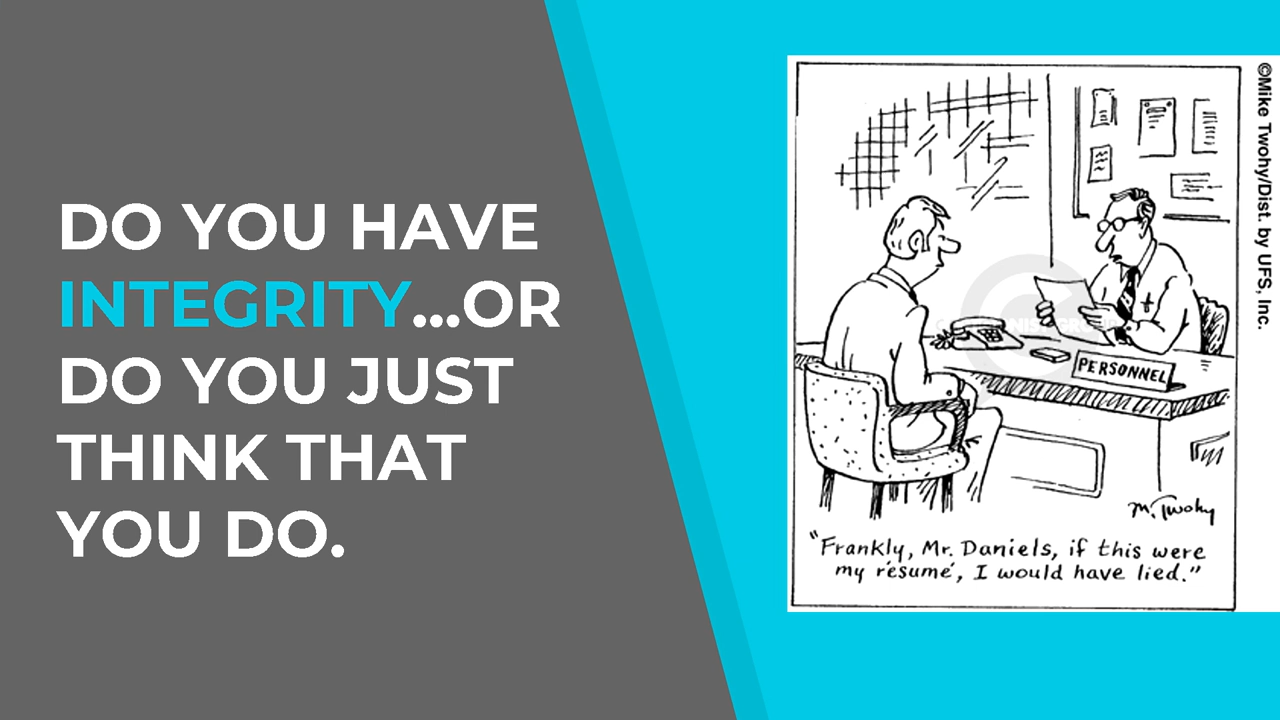 DO YOU HAVE
INTEGRITY...OR
DO YOU JUST
THINK THAT
YOU DO.
©Mike Twohy/Dist. by UFS, Inc.
PERSONNEL
M. Twohy
"Frankly, Mr. Daniels, if this were
my résumé, I would have lied."